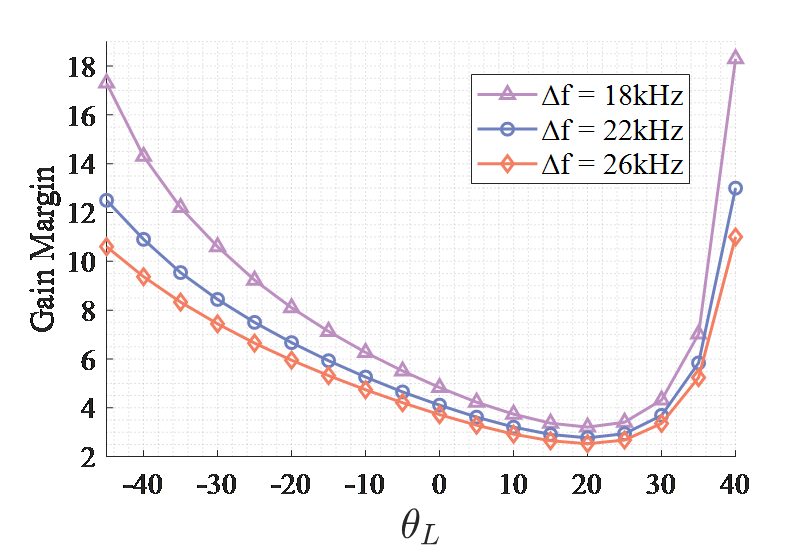 18
16
14
12
10
8
6
4
2
Gain Margin
Δf = 18kHz
Δf = 22kHz
Δf = 26kHz
-40 -30 -20 -10 0 10 20 30 40
θL